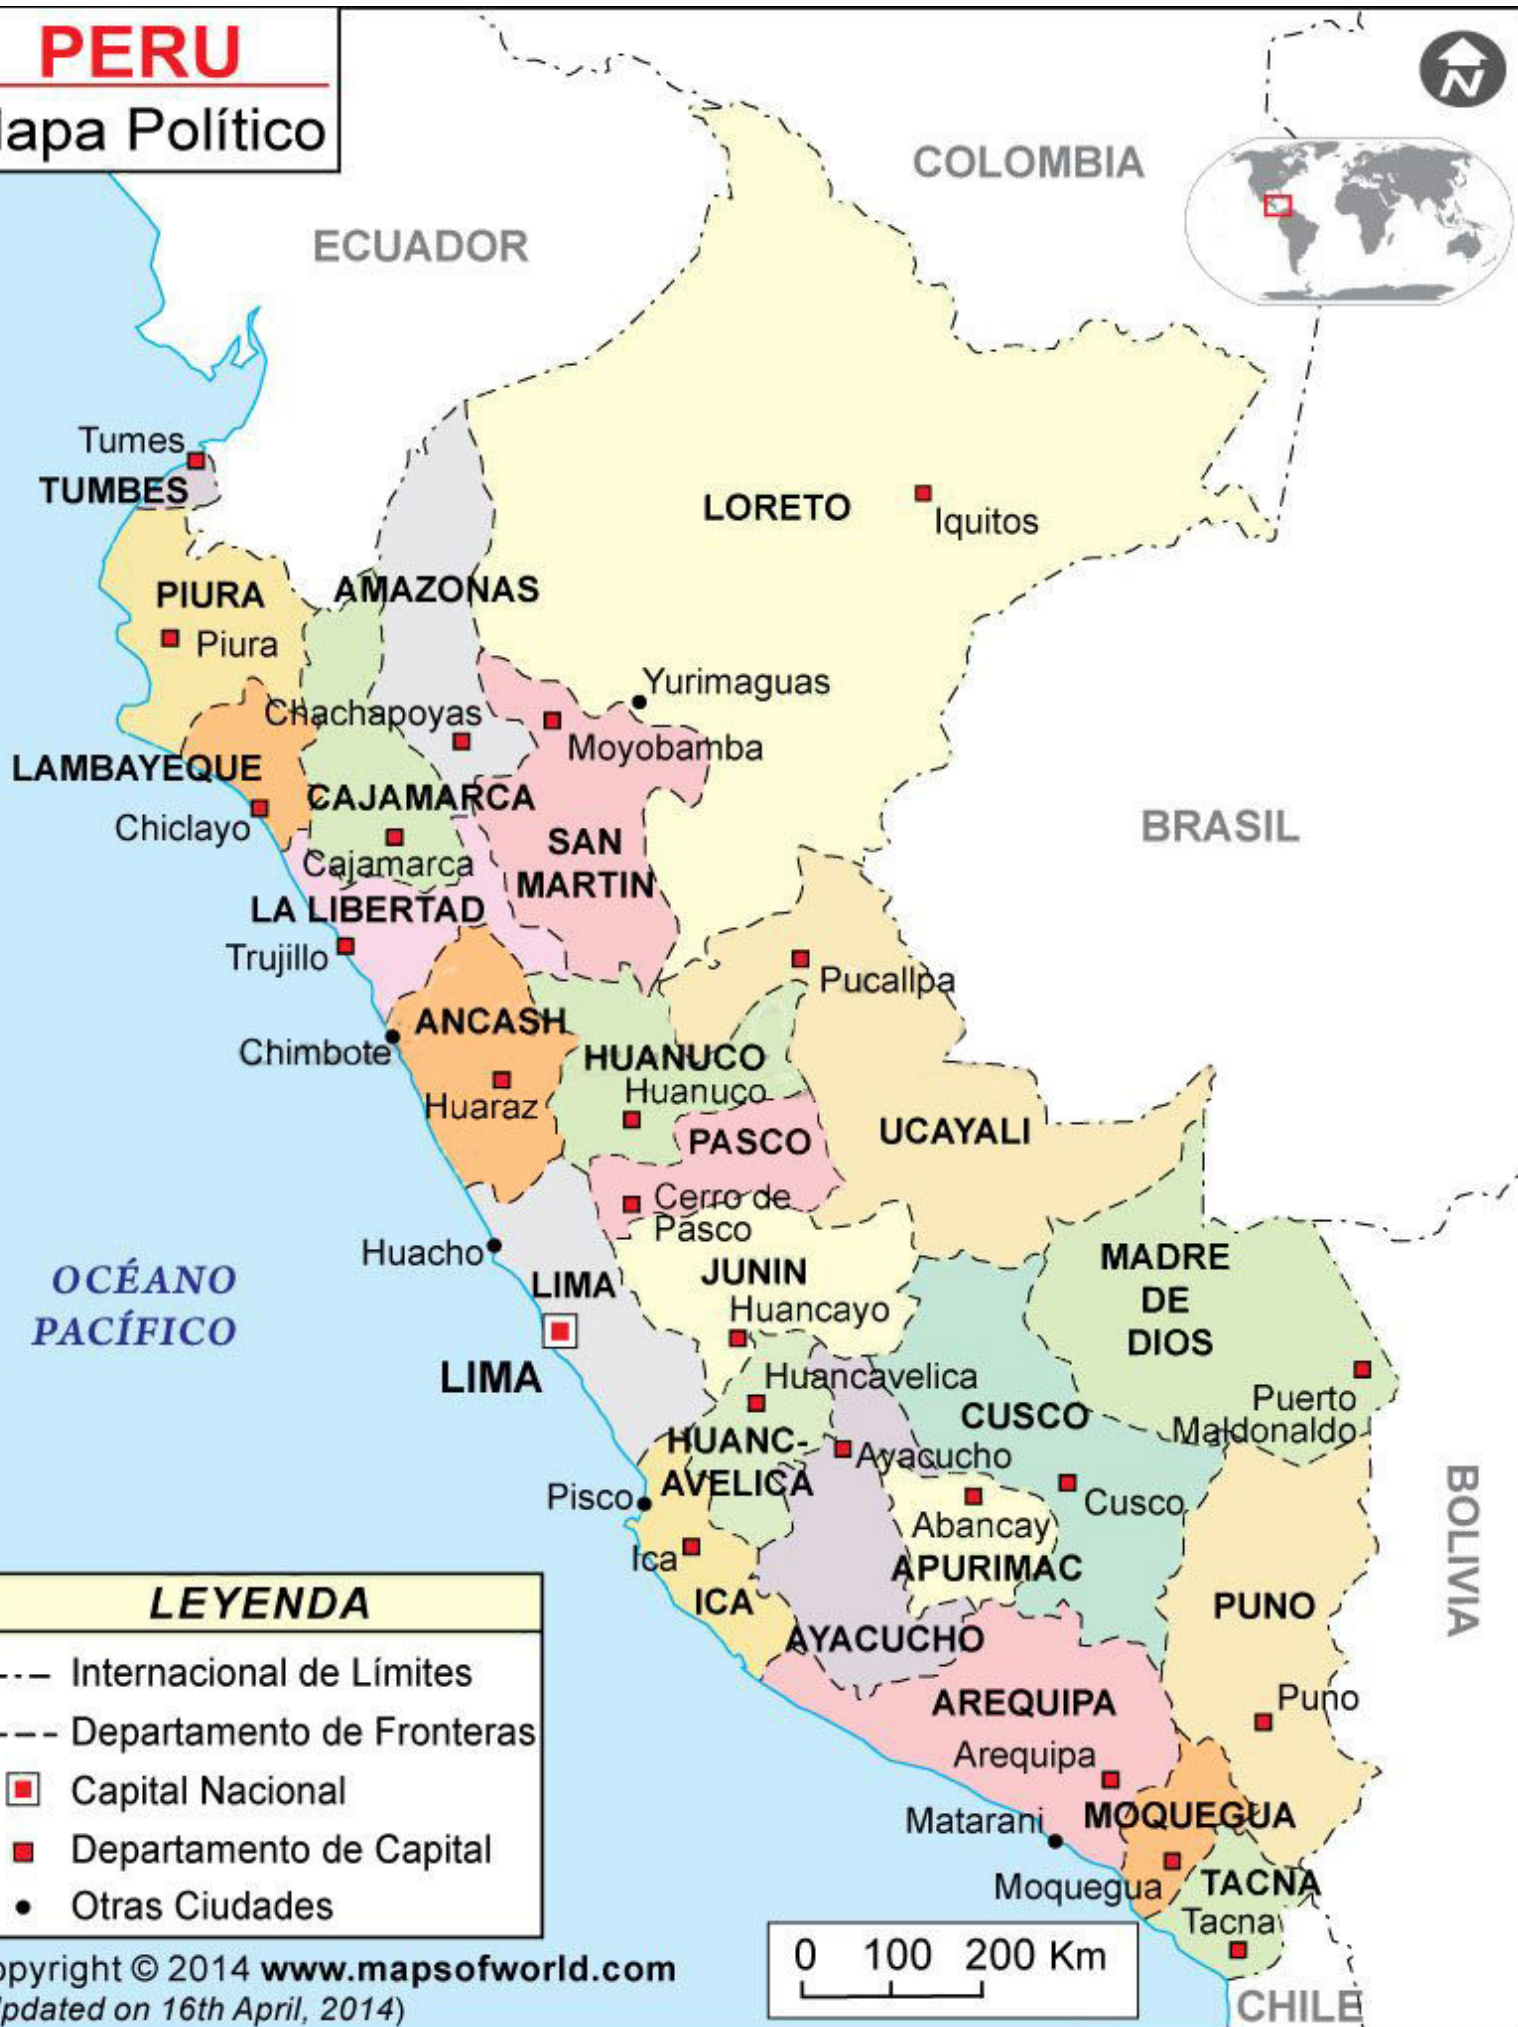 PERU
Mapa Político
N
COLOMBIA
ECUADOR
Tumes
TUMBES
LORETO
Iquitos
PIURA
AMAZONAS
Piura
Yurimaguas
Chachapoyas
Moyobamba
LAMBAYEQUE
CAJAMARCA
Chiclayo
BRASIL
SAN
MARTIN
Cajamarca
LA LIBERTAD
Trujillo
Pucallpa
ANCASH
Chimbote
HUANUCO
Huanuco
Huaraz
UCAYALI
PASCO
Cerro de
Pasco
Huacho
MADRE
DE
DIOS
OCÉANO
PACÍFICO
LIMA
JUNIN
Huancayo
LIMA
Huancavelica
Puerto
Maldonaldo
CUSCO
HUANC-
AVELICA
Ayacucho
Pisco
Cusco
Abancay
BOLIVIA
Ica
APURIMAC
ICA
PUNO
AYACUCHO
Puno
AREQUIPA
Arequipa
Matarani
MOQUEGUA
Moquegua
TACNA
Tacna
CHILE
LEYENDA
Internacional de Límites
Departamento de Fronteras
Capital Nacional
Departamento de Capital
Otras Ciudades
0 100 200 Km
opyright © 2014 www.mapsofworld.com
pdated on 16th April, 2014)